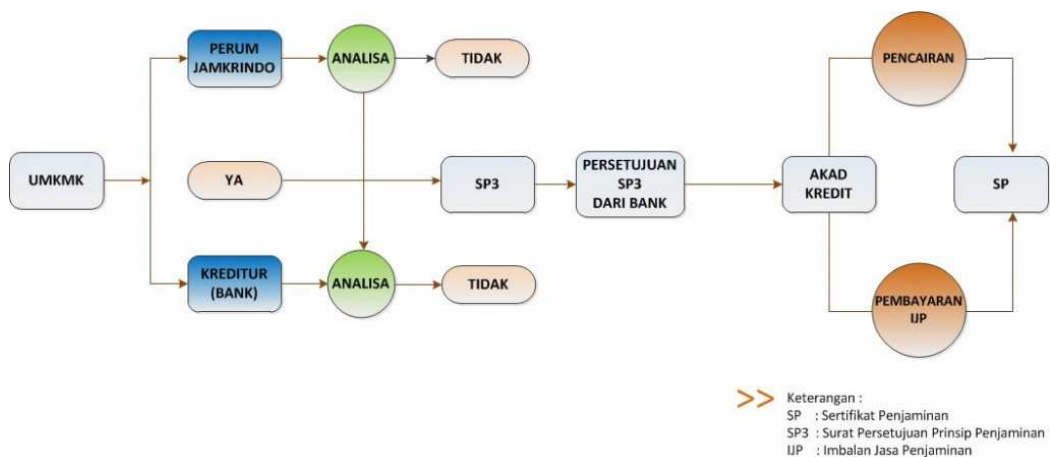 PERUM
JAMKRINDO
ANALISA
TIDAK
PENCAIRAN
UMKMK
YA
SP3
PERSETUJUAN
SP3
DARI BANK
AKAD
KREDIT
SP
KREDITUR
(BANK)
ANALISA
TIDAK
PEMBAYARAN
IJP
>> Keterangan :
SP : Sertifikat Penjaminan
SP3 : Surat Persetujuan Prinsip Penjaminan
IJP : Imbalan Jasa Penjaminan